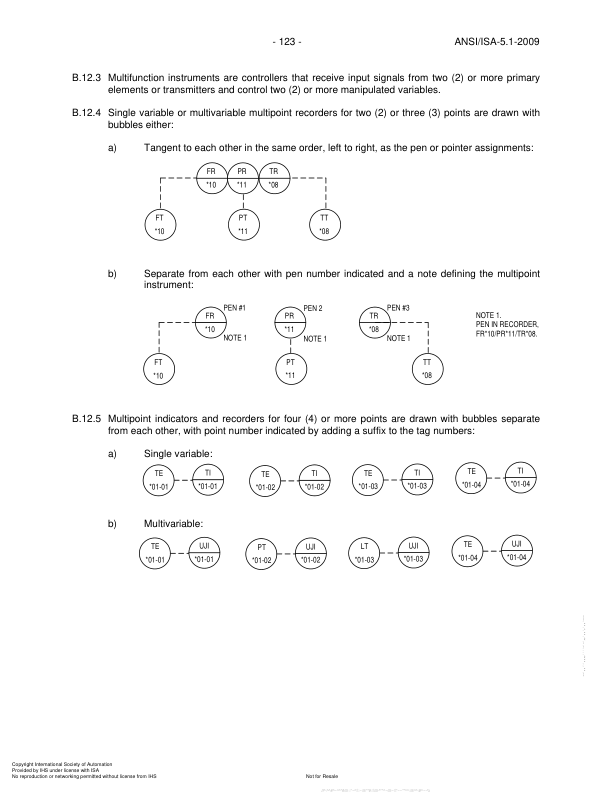 - 123 -
ANSI/ISA-5.1-2009
B.12.3 Multifunction instruments are controllers that receive input signals from two (2) or more primary
elements or transmitters and control two (2) or more manipulated variables.
B.12.4 Single variable or multivariable multipoint recorders for two (2) or three (3) points are drawn with
bubbles either:
a) Tangent to each other in the same order, left to right, as the pen or pointer assignments:
FR PR TR
*10 *11 *08
FT PT TT
*10 *11 *08
b) Separate from each other with pen number indicated and a note defining the multipoint
instrument:
PEN #1 PEN 2 PEN #3
FR PR TR
*10 *11 *08
NOTE 1 NOTE 1 NOTE 1
NOTE 1.
PEN IN RECORDER,
FR*10/PR*11/TR*08.
FT PT TT
*10 *11 *08
B.12.5 Multipoint indicators and recorders for four (4) or more points are drawn with bubbles separate
from each other, with point number indicated by adding a suffix to the tag numbers:
a) Single variable:
TE TI TE TI TE TI TE TI
*01-01 *01-01 *01-02 *01-02 *01-03 *01-03 *01-04 *01-04
b) Multivariable:
TE UJI PT UJI LT UJI TE UJI
*01-01 *01-01 *01-02 *01-02 *01-03 *01-03 *01-04 *01-04
Copyright International Society of Automation
Provided by IHS under license with ISA
No reproduction or networking permitted without license from IHS
Not for Resale